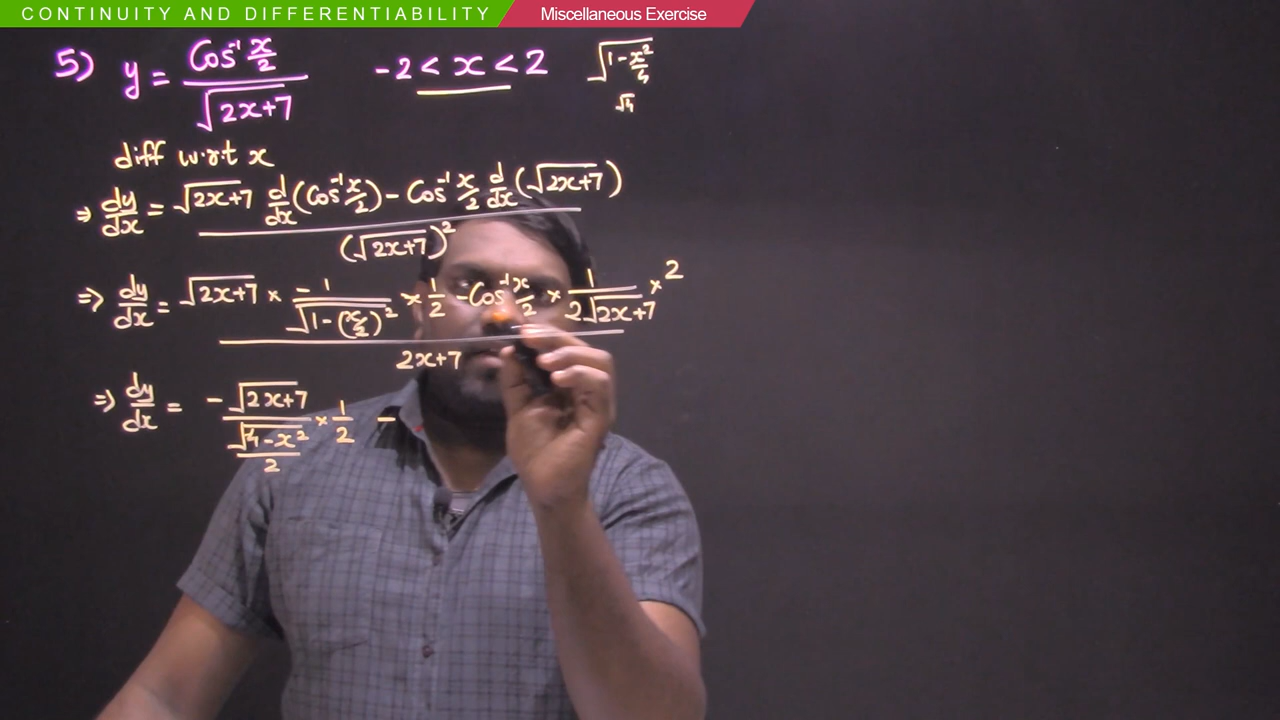 CONTINUITY AND DIFFERENTIABILITY Miscellaneous Exercise
5) y = Cos⁻¹ x/2 / √(2x+7) -2 < x < 2 √(1-x²/4)
√4
diff w.r.t x
⇒ dy/dx = √(2x+7) d/dx (Cos⁻¹ x/2) - Cos⁻¹ x/2 d/dx (√(2x+7)) / (√(2x+7))²
⇒ dy/dx = √(2x+7) × -1/√(1-(x/2)²) × 1/2 - Cos⁻¹ x/2 × 1/(2√(2x+7)) × 2 / 2x+7
⇒ dy/dx = -√(2x+7) / (√(4-x²)/2) × 1/2 -